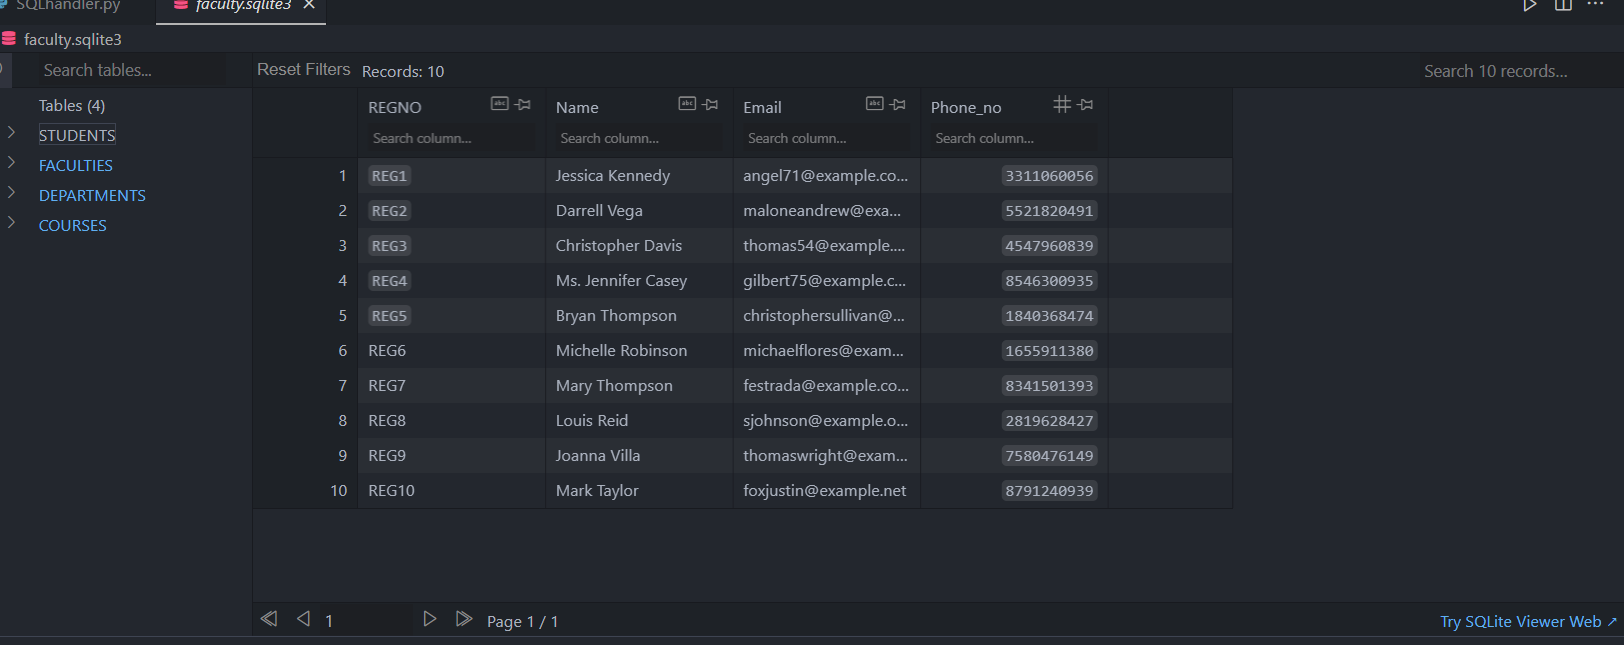 SQLhandler.py faculty.sqlite3
faculty.sqlite3
Search tables... Reset Filters Records: 10 Search 10 records...
Tables (4)
STUDENTS
FACULTIES
DEPARTMENTS
COURSES
REGNO Name Email Phone_no
Search column... Search column... Search column... Search column...
1 REG1 Jessica Kennedy angel71@example.co... 3311060056
2 REG2 Darrell Vega maloneandrew@exa... 5521820491
3 REG3 Christopher Davis thomas54@example.... 4547960839
4 REG4 Ms. Jennifer Casey gilbert75@example.c... 8546300935
5 REG5 Bryan Thompson christophersullivan@... 1840368474
6 REG6 Michelle Robinson michaelflores@exam... 1655911380
7 REG7 Mary Thompson festrada@example.co... 8341501393
8 REG8 Louis Reid sjohnson@example.o... 2819628427
9 REG9 Joanna Villa thomaswright@exam... 7580476149
10 REG10 Mark Taylor foxjustin@example.net 8791240939
1 Page 1 / 1 Try SQLite Viewer Web ↗